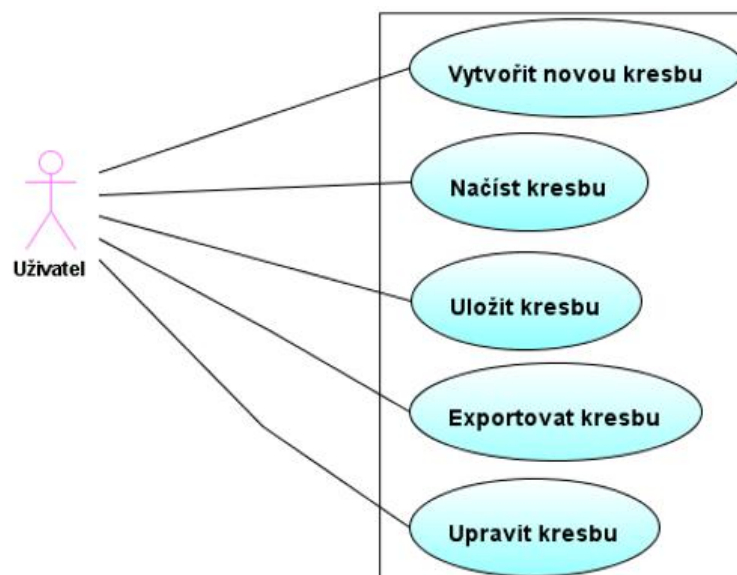 Vytvořit novou kresbu
Načíst kresbu
Uživatel
Uložit kresbu
Exportovat kresbu
Upravit kresbu